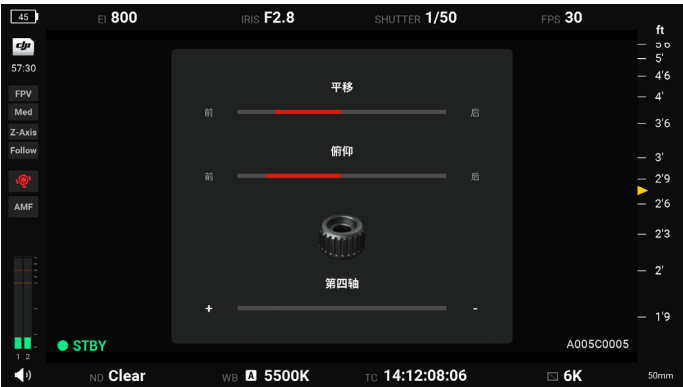 45
EI 800
IRIS F2.8
SHUTTER 1/50
FPS 30
ft
dji
57:30
FPV
Med
Z-Axis
Follow
AMF
平移
前
后
俯仰
前
后
第四轴
+
-
5'6
5'
4'6
4'
3'6
3'
2'9
2'6
2'3
2'
1'9
1 2
STBY
A005C0005
ND Clear
WB A 5500K
TC 14:12:08:06
6K
50mm